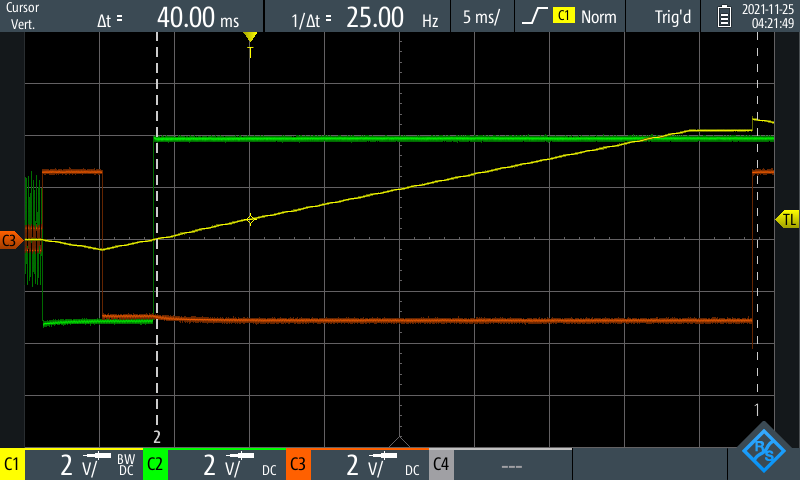 Cursor Vert. Δt = 40.00 ms 1/Δt = 25.00 Hz 5 ms/ C1 Norm Trig'd 2021-11-25 04:21:49
T
C3
TL
2
1
C1 2 V/ BW DC C2 2 V/ DC C3 2 V/ DC C4 ---
R&S